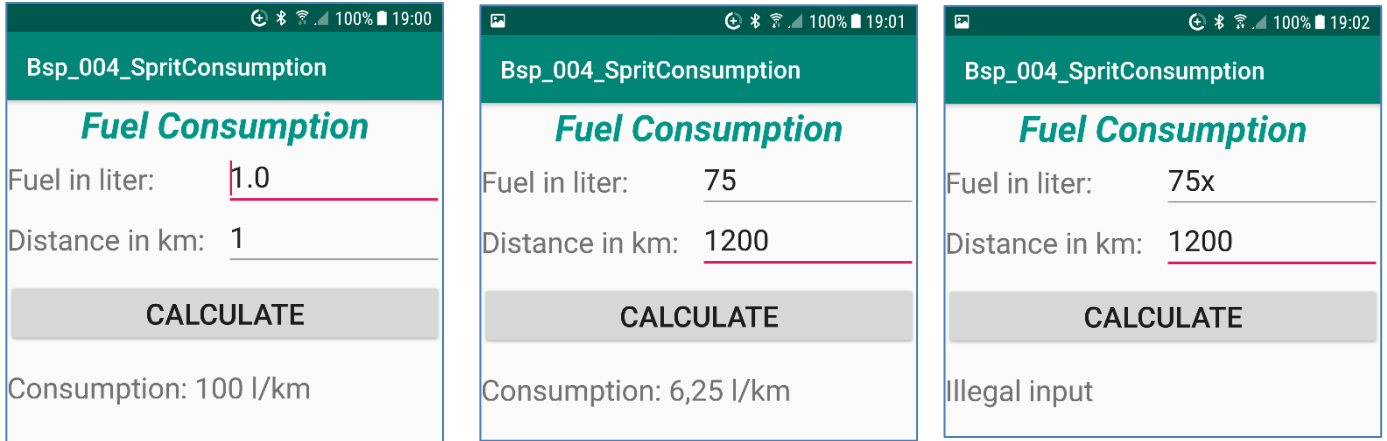 100% 19:00
Bsp_004_SpritConsumption
Fuel Consumption
Fuel in liter: 1.0
Distance in km: 1
CALCULATE
Consumption: 100 l/km
100% 19:01
Bsp_004_SpritConsumption
Fuel Consumption
Fuel in liter: 75
Distance in km: 1200
CALCULATE
Consumption: 6,25 l/km
100% 19:02
Bsp_004_SpritConsumption
Fuel Consumption
Fuel in liter: 75x
Distance in km: 1200
CALCULATE
Illegal input